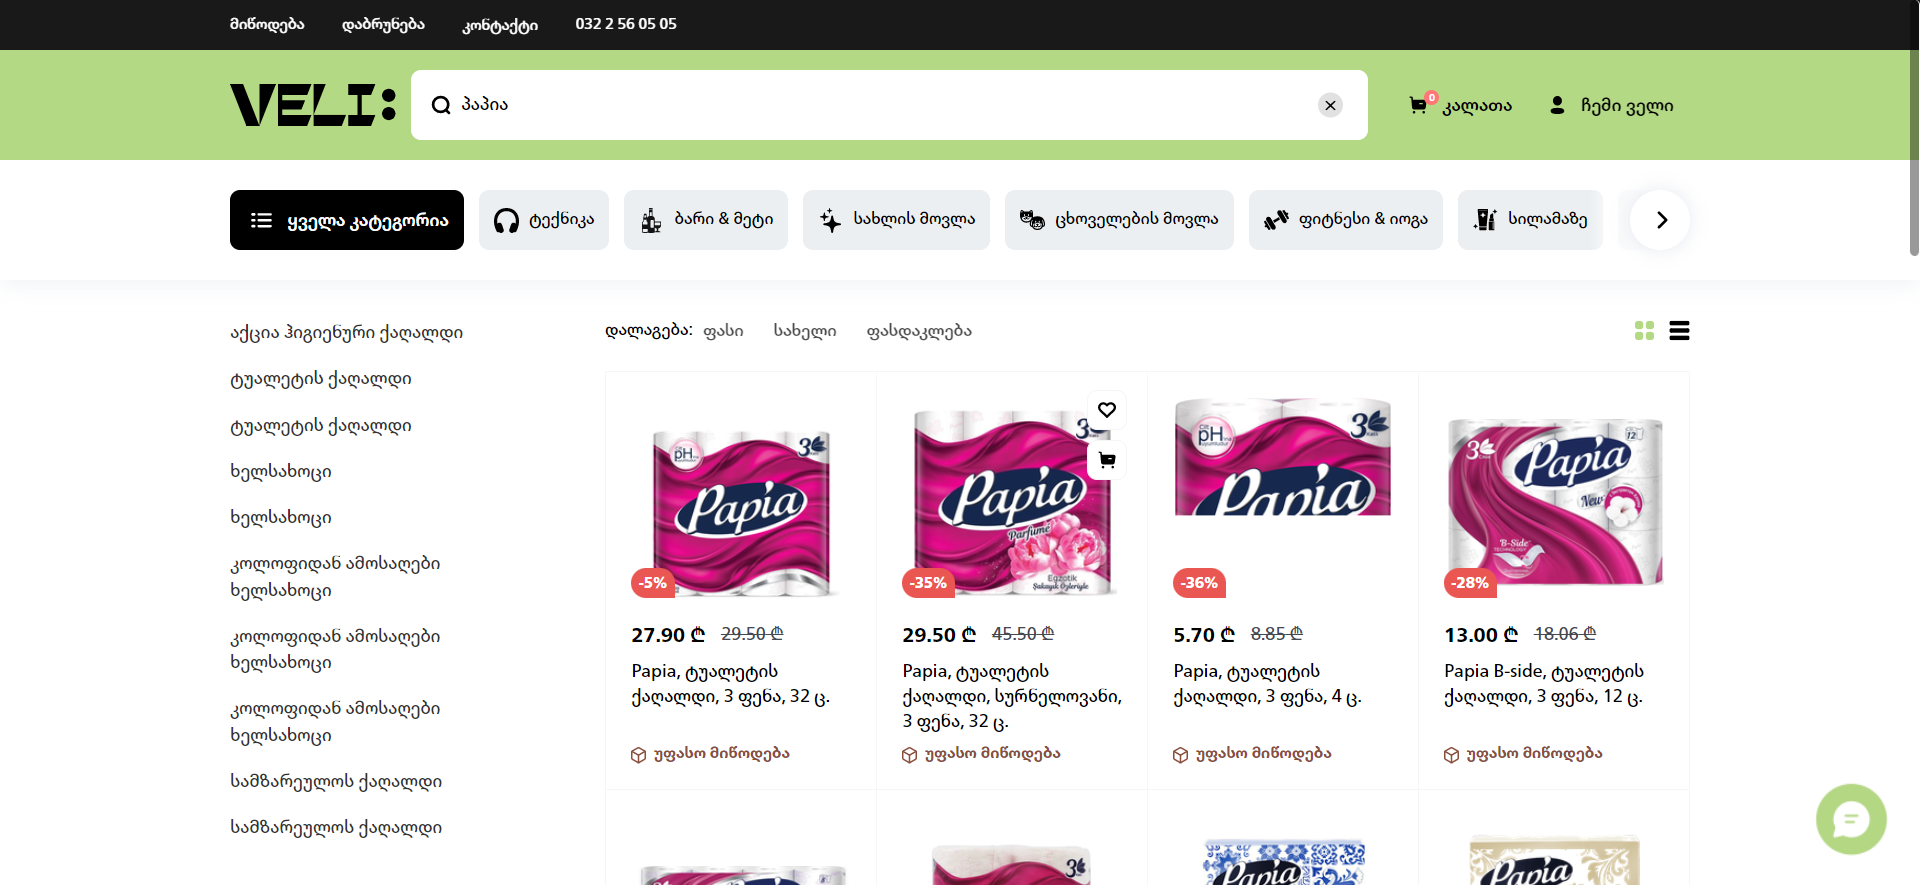 მიწოდება დაბრუნება კონტაქტი 032 2 56 05 05
VELI:
პაპია
0
კალათა
ჩემი ველი
ყველა კატეგორია
ტექნიკა
ბარი & მეტი
სახლის მოვლა
ცხოველების მოვლა
ფიტნესი & იოგა
სილამაზე
აქცია ჰიგიენური ქაღალდი
ტუალეტის ქაღალდი
ტუალეტის ქაღალდი
ხელსახოცი
ხელსახოცი
კოლოფიდან ამოსაღები
ხელსახოცი
კოლოფიდან ამოსაღები
ხელსახოცი
კოლოფიდან ამოსაღები
ხელსახოცი
სამზარეულოს ქაღალდი
სამზარეულოს ქაღალდი
დალაგება: ფასი სახელი ფასდაკლება
pH
3
Papia
-5%
27.90 ₾ 29.50 ₾
Papia, ტუალეტის
ქაღალდი, 3 ფენა, 32 ც.
უფასო მიწოდება
3
Papia
Parfume
Egzotik
Şakayık Özleriyle
-35%
29.50 ₾ 45.50 ₾
Papia, ტუალეტის
ქაღალდი, სურნელოვანი,
3 ფენა, 32 ც.
უფასო მიწოდება
Cilt
pH
3
Papia
-36%
5.70 ₾ 8.85 ₾
Papia, ტუალეტის
ქაღალდი, 3 ფენა, 4 ც.
უფასო მიწოდება
12
3
Papia
New
B-Side
TECHNOLOGY
-28%
13.00 ₾ 18.06 ₾
Papia B-side, ტუალეტის
ქაღალდი, 3 ფენა, 12 ც.
უფასო მიწოდება
3
Papia
Papia